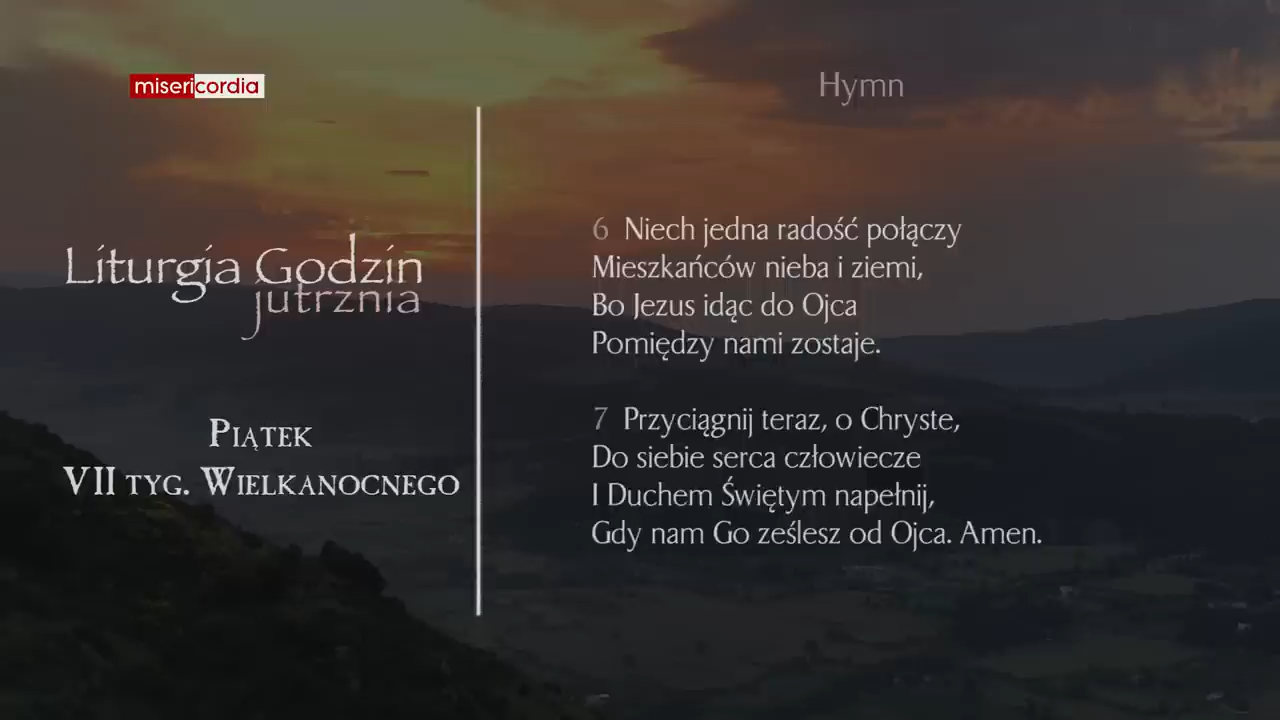 misericordia
Liturgia Godzin
jutrznia
Piątek
VII tyg. Wielkanocnego
Hymn
6 Niech jedna radość połączy
Mieszkańców nieba i ziemi,
Bo Jezus idąc do Ojca
Pomiędzy nami zostaje.
7 Przyciągnij teraz, o Chryste,
Do siebie serca człowiecze
I Duchem Świętym napełnij,
Gdy nam Go ześlesz od Ojca. Amen.